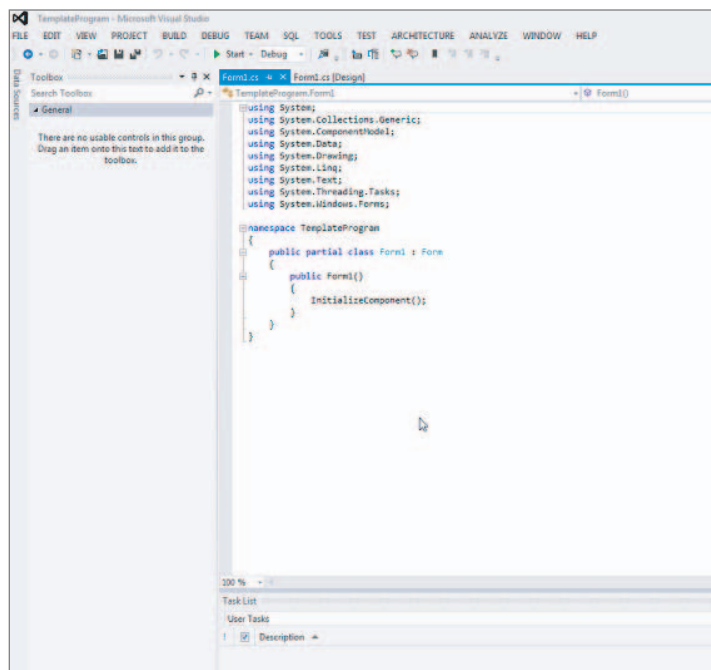 TemplateProgram - Microsoft Visual Studio
FILE EDIT VIEW PROJECT BUILD DEBUG TEAM SQL TOOLS TEST ARCHITECTURE ANALYZE WINDOW HELP
Start Debug
Data Sources
Toolbox
Search Toolbox
General
There are no usable controls in this group.
Drag an item onto this text to add it to the
toolbox.
Form1.cs Form1.cs [Design]
TemplateProgram.Form1 Form1()
using System;
using System.Collections.Generic;
using System.ComponentModel;
using System.Data;
using System.Drawing;
using System.Linq;
using System.Text;
using System.Threading.Tasks;
using System.Windows.Forms;
namespace TemplateProgram
{
public partial class Form1 : Form
{
public Form1()
{
InitializeComponent();
}
}
}
100 %
Task List
User Tasks
! Description